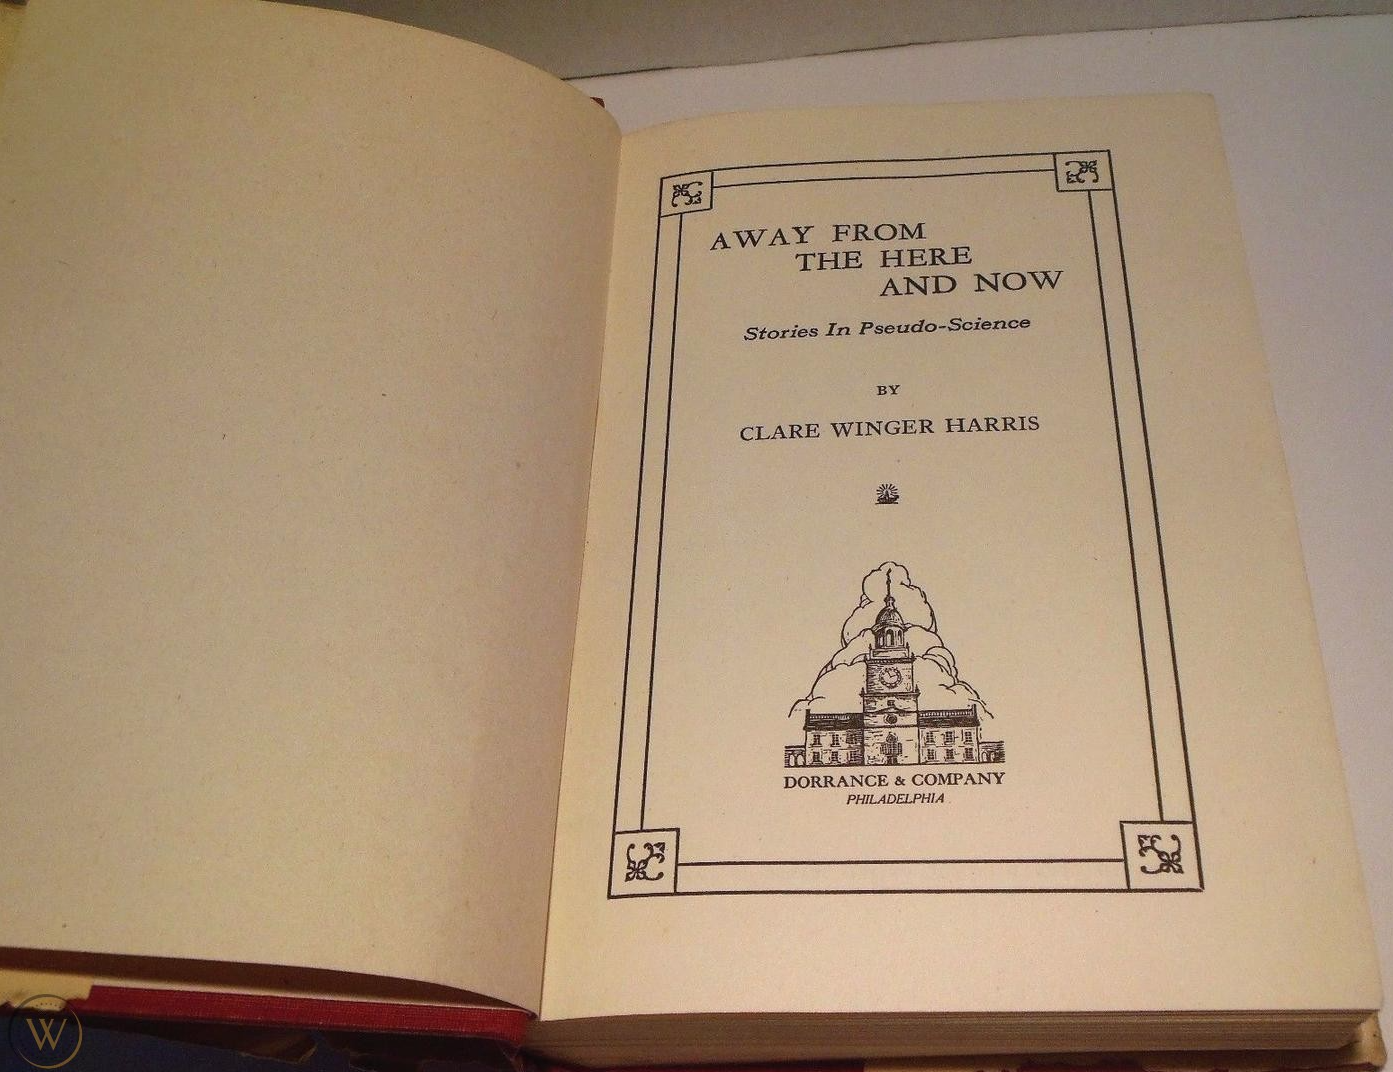 AWAY FROM
THE HERE
AND NOW
Stories In Pseudo-Science
BY
CLARE WINGER HARRIS
DORRANCE & COMPANY
PHILADELPHIA
W